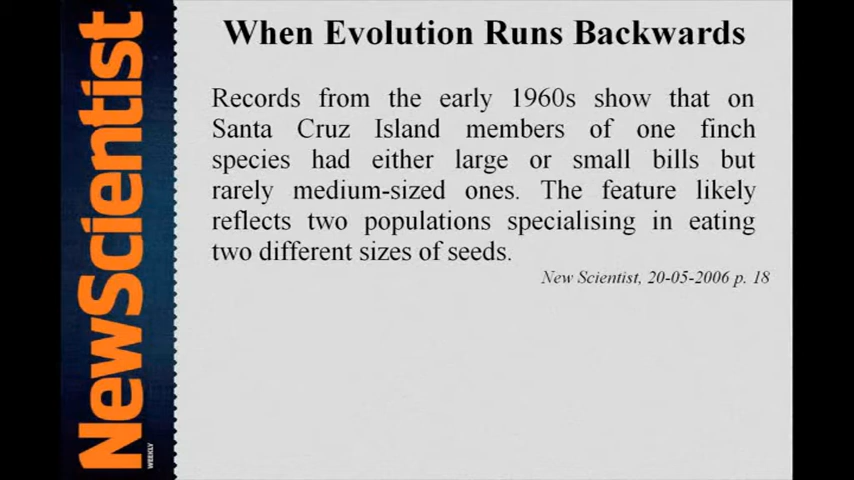 NewScientist
WEEKLY
When Evolution Runs Backwards
Records from the early 1960s show that on
Santa Cruz Island members of one finch
species had either large or small bills but
rarely medium-sized ones. The feature likely
reflects two populations specialising in eating
two different sizes of seeds.
New Scientist, 20-05-2006 p. 18